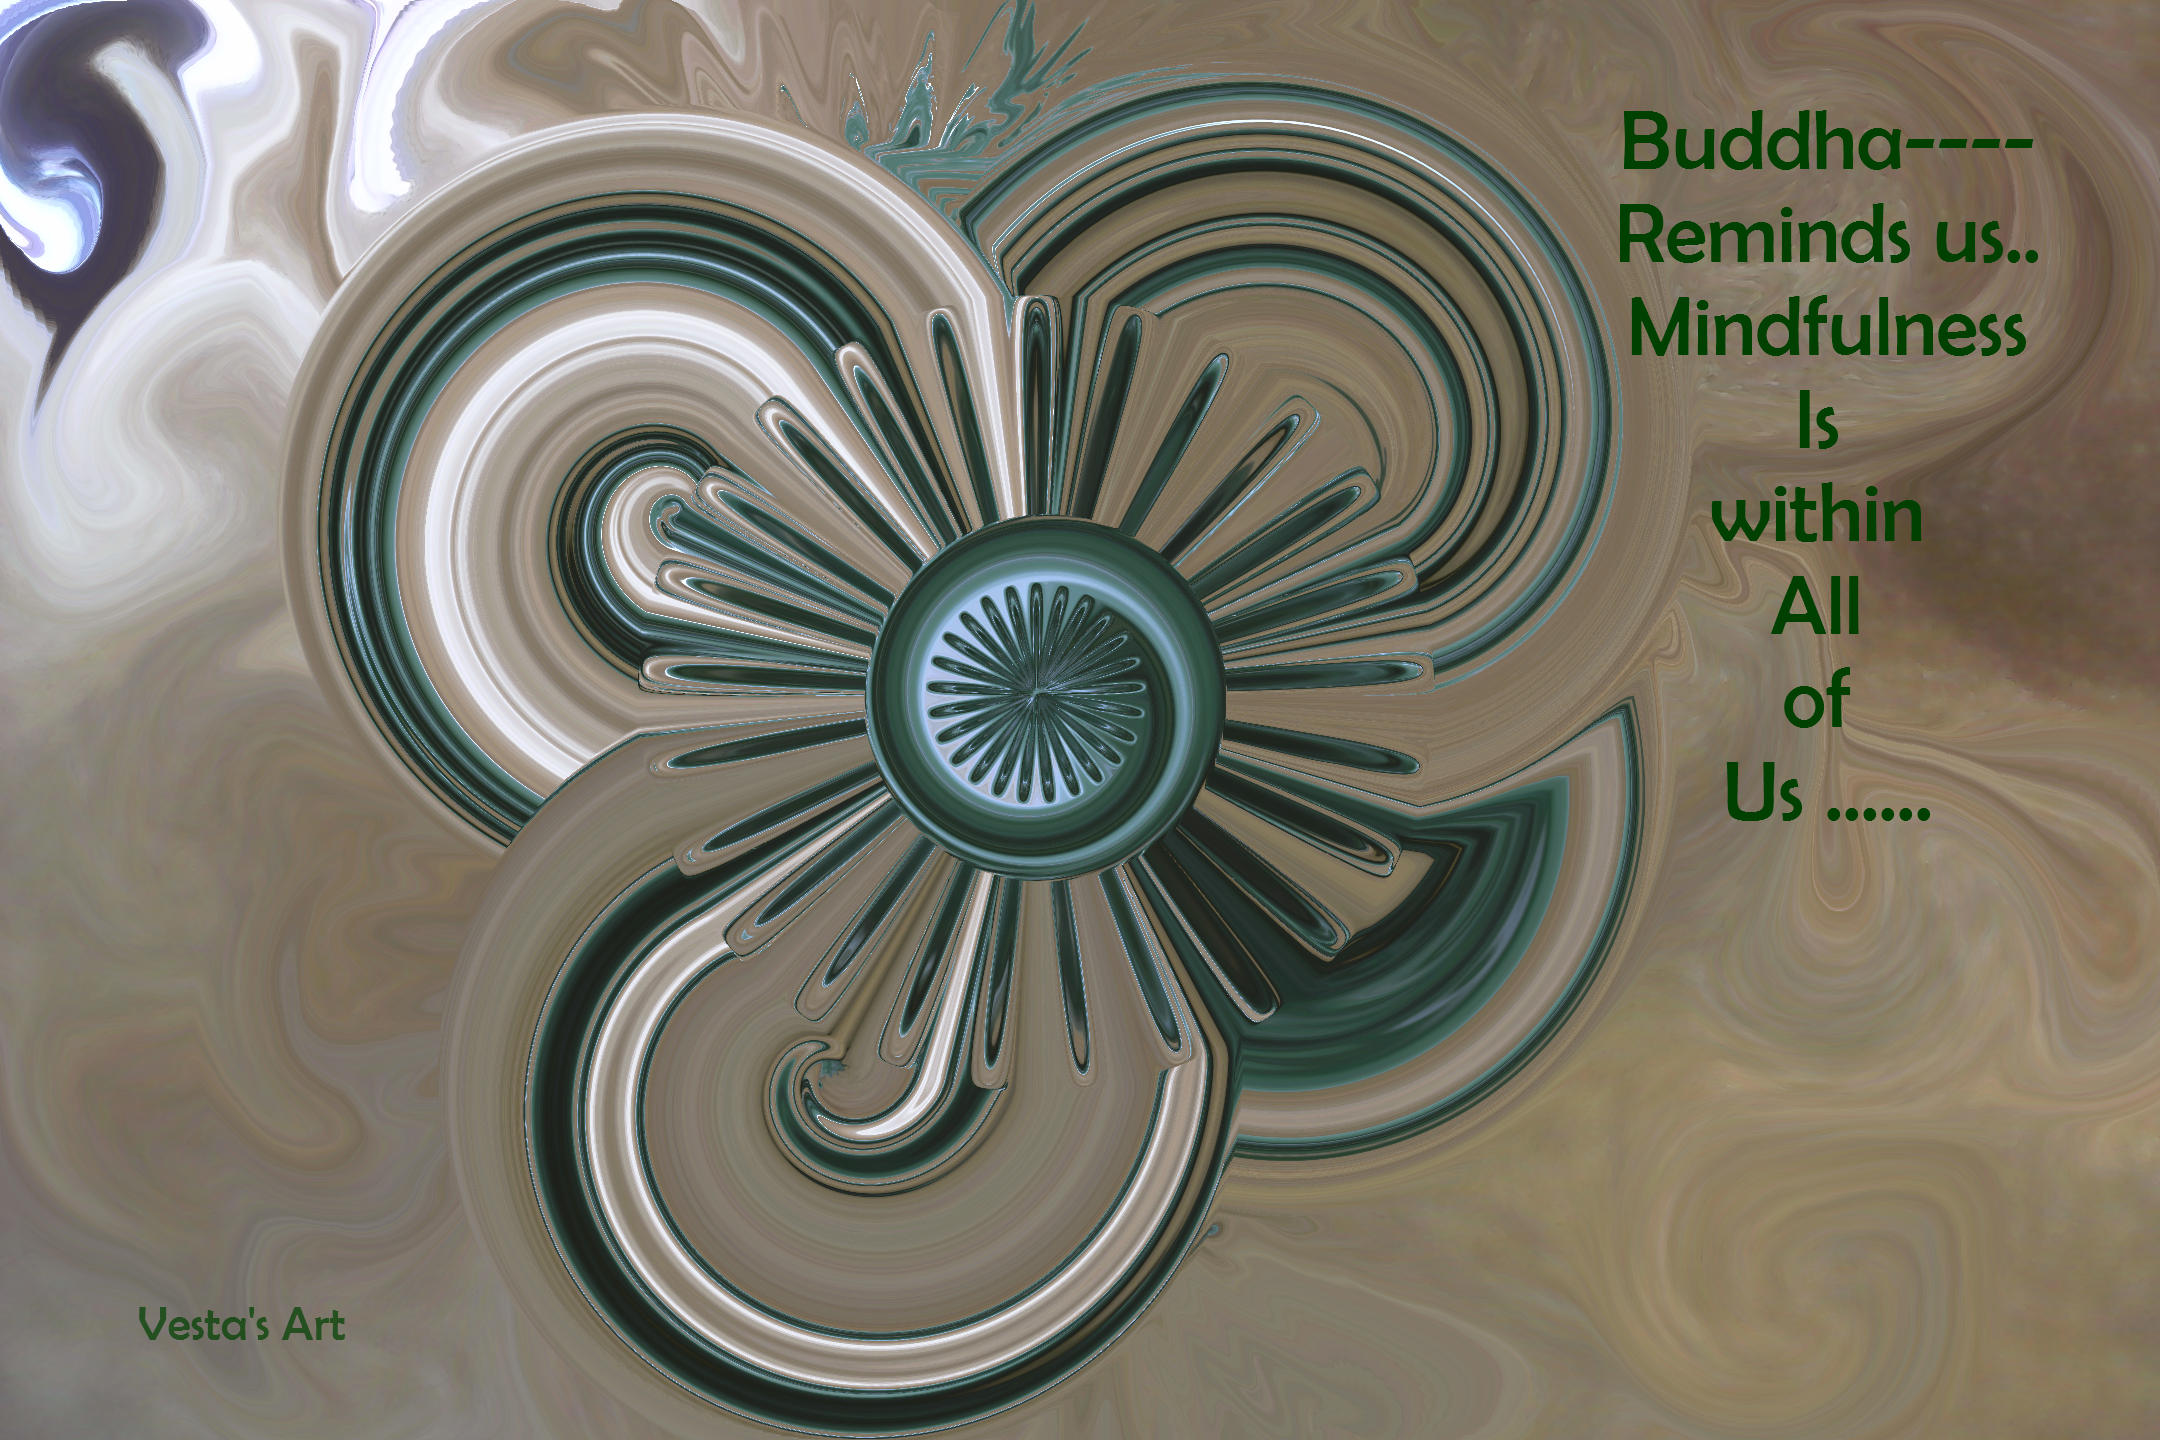 Buddha----
Reminds us..
Mindfulness
Is
within
All
of
Us ......
Vesta's Art